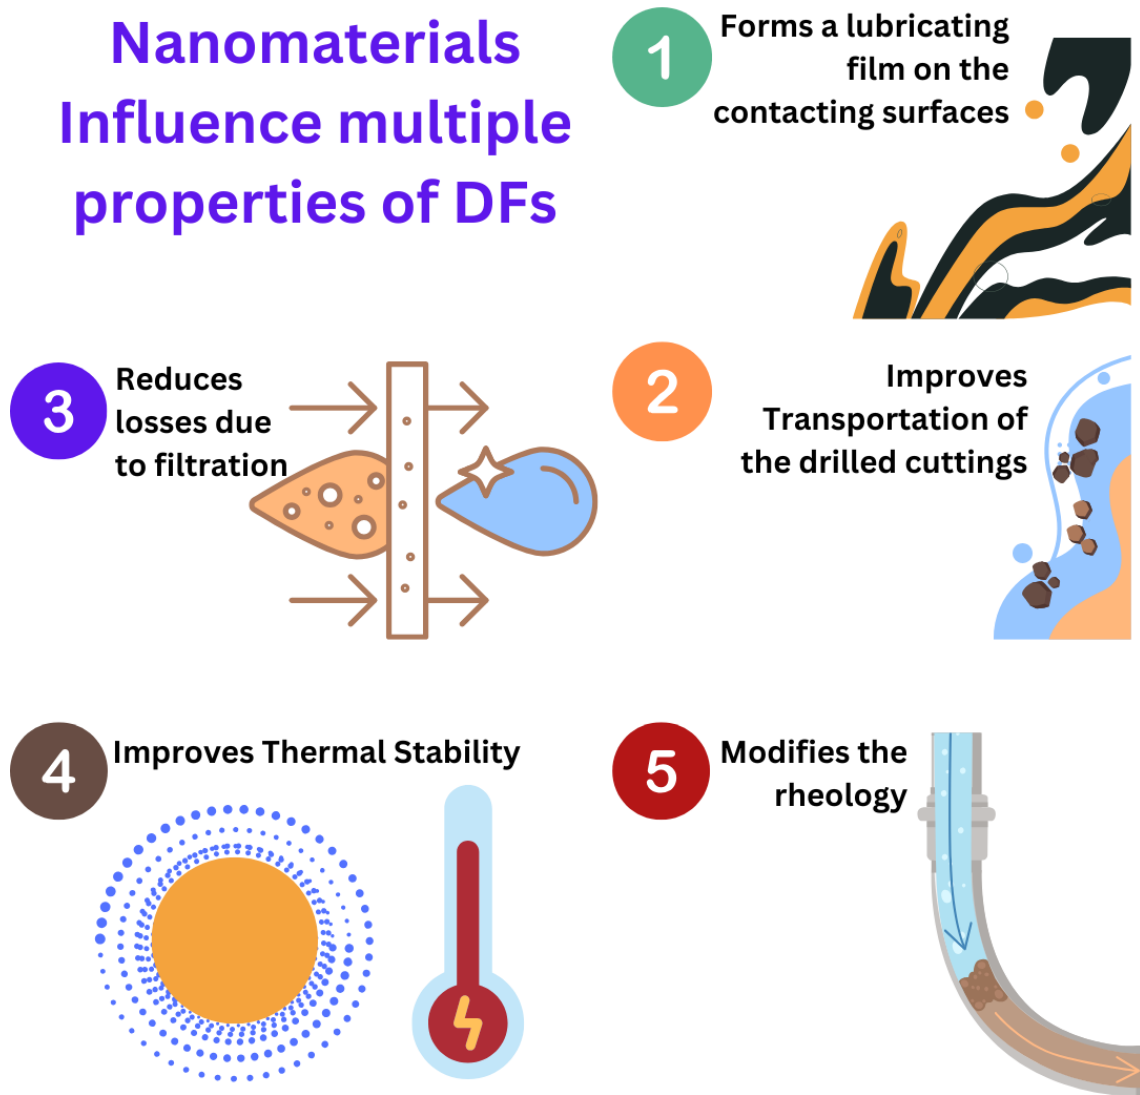 Nanomaterials
Influence multiple
properties of DFs
1
Forms a lubricating
film on the
contacting surfaces
2
Improves
Transportation of
the drilled cuttings
3
Reduces
losses due
to filtration
4
Improves Thermal Stability
5
Modifies the
rheology